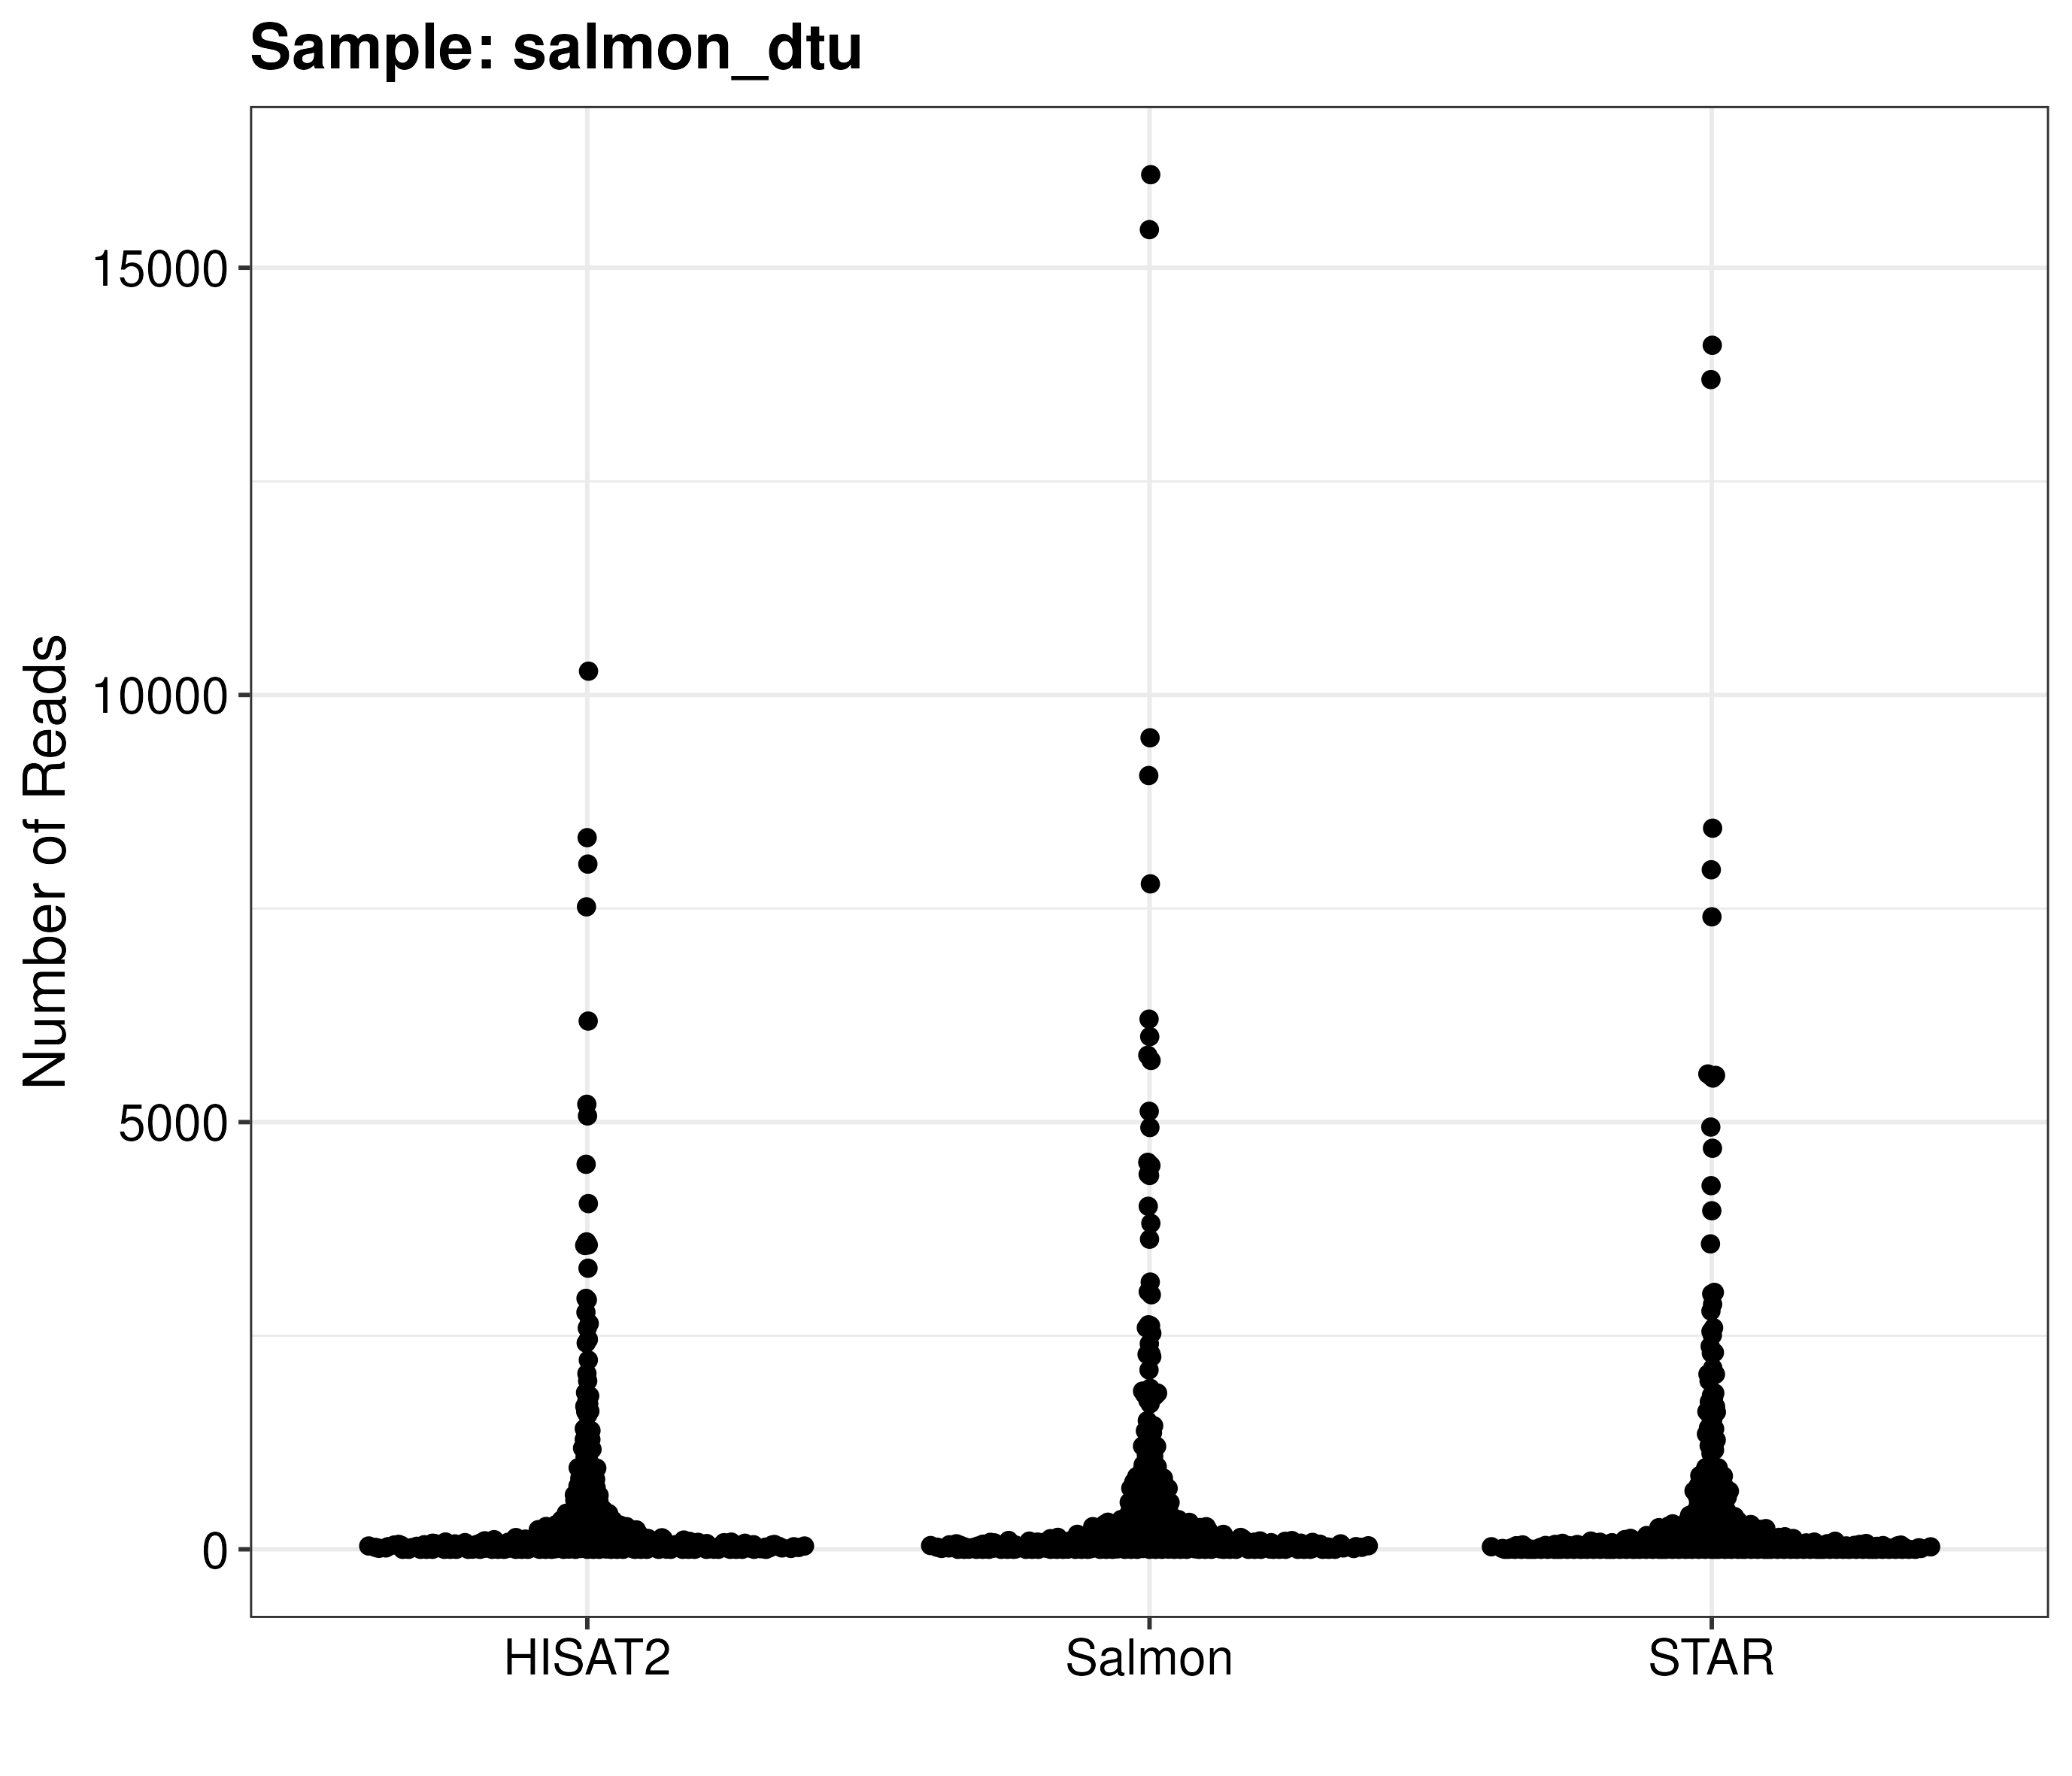 Sample: salmon_dtu
Number of Reads
15000
10000
5000
0
HISAT2
Salmon
STAR